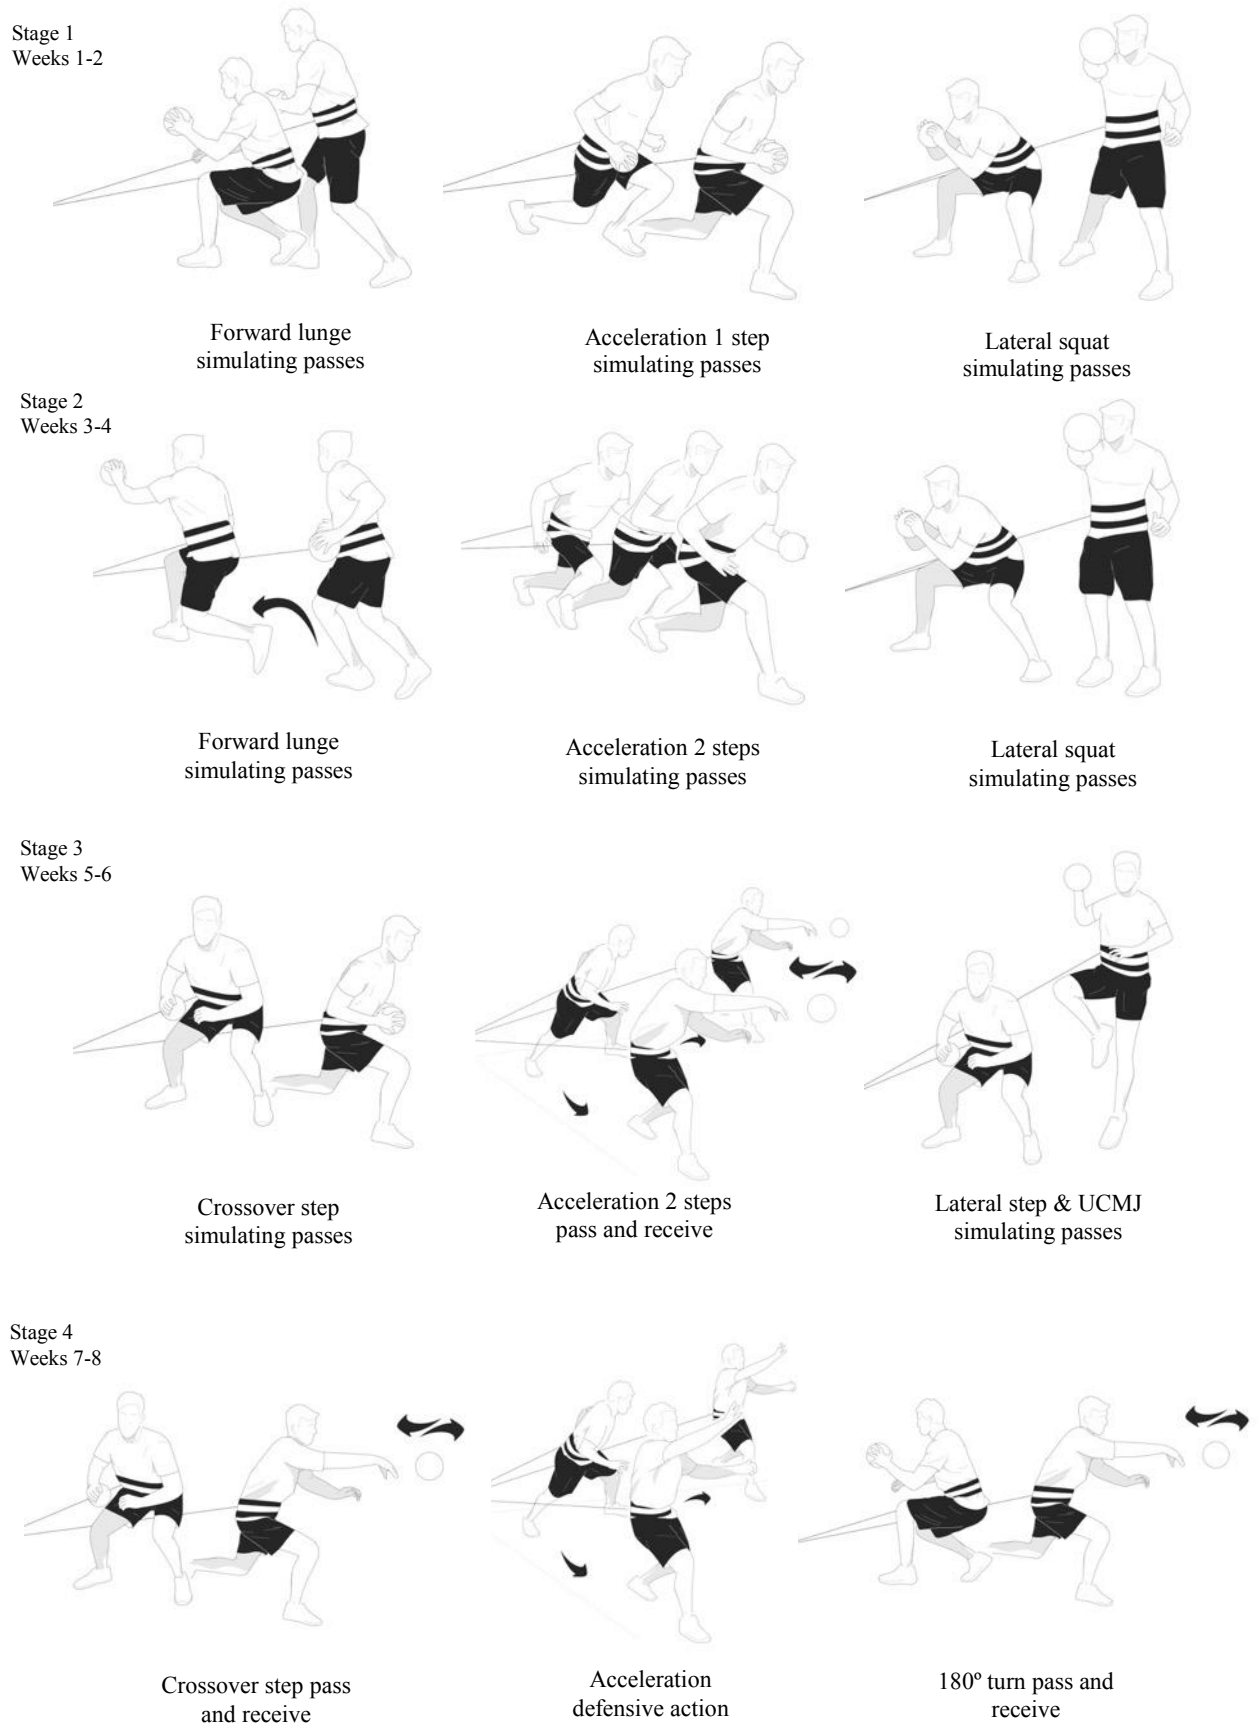 Stage 1
Weeks 1-2
Forward lunge
simulating passes
Acceleration 1 step
simulating passes
Lateral squat
simulating passes
Stage 2
Weeks 3-4
Forward lunge
simulating passes
Acceleration 2 steps
simulating passes
Lateral squat
simulating passes
Stage 3
Weeks 5-6
Crossover step
simulating passes
Acceleration 2 steps
pass and receive
Lateral step & UCMJ
simulating passes
Stage 4
Weeks 7-8
Crossover step pass
and receive
Acceleration
defensive action
180º turn pass and
receive